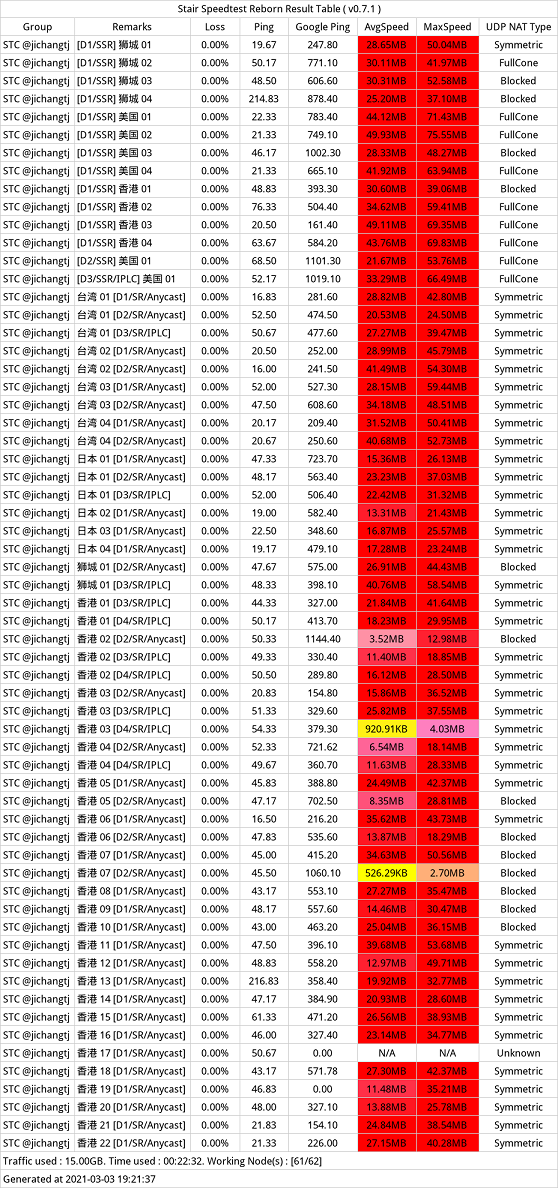 Stair Speedtest Reborn Result Table ( v0.7.1 )
Group Remarks Loss Ping Google Ping AvgSpeed MaxSpeed UDP NAT Type
STC @jichangtj [D1/SSR] 狮城 01 0.00% 19.67 247.80 28.65MB 50.04MB Symmetric
STC @jichangtj [D1/SSR] 狮城 02 0.00% 50.17 771.10 30.11MB 41.97MB FullCone
STC @jichangtj [D1/SSR] 狮城 03 0.00% 48.50 606.60 30.31MB 52.58MB Blocked
STC @jichangtj [D1/SSR] 狮城 04 0.00% 214.83 878.40 25.20MB 37.10MB Blocked
STC @jichangtj [D1/SSR] 美国 01 0.00% 22.33 783.40 44.12MB 71.43MB FullCone
STC @jichangtj [D1/SSR] 美国 02 0.00% 21.33 749.10 49.93MB 75.55MB FullCone
STC @jichangtj [D1/SSR] 美国 03 0.00% 46.17 1002.30 28.33MB 48.27MB Blocked
STC @jichangtj [D1/SSR] 美国 04 0.00% 21.33 665.10 41.92MB 63.94MB FullCone
STC @jichangtj [D1/SSR] 香港 01 0.00% 48.83 393.30 30.60MB 39.06MB Blocked
STC @jichangtj [D1/SSR] 香港 02 0.00% 76.33 504.40 34.62MB 59.41MB FullCone
STC @jichangtj [D1/SSR] 香港 03 0.00% 20.50 161.40 49.11MB 69.35MB FullCone
STC @jichangtj [D1/SSR] 香港 04 0.00% 63.67 584.20 43.76MB 69.83MB FullCone
STC @jichangtj [D2/SSR] 美国 01 0.00% 68.50 1101.30 21.67MB 53.76MB FullCone
STC @jichangtj [D3/SSR/IPLC] 美国 01 0.00% 52.17 1019.10 33.29MB 66.49MB FullCone
STC @jichangtj 台湾 01 [D1/SR/Anycast] 0.00% 16.83 281.60 28.82MB 42.80MB Symmetric
STC @jichangtj 台湾 01 [D2/SR/Anycast] 0.00% 52.50 474.50 20.53MB 24.50MB Symmetric
STC @jichangtj 台湾 01 [D3/SR/IPLC] 0.00% 50.67 477.60 27.27MB 39.47MB Symmetric
STC @jichangtj 台湾 02 [D1/SR/Anycast] 0.00% 20.50 252.00 28.99MB 45.79MB Symmetric
STC @jichangtj 台湾 02 [D2/SR/Anycast] 0.00% 16.00 241.50 41.49MB 54.30MB Symmetric
STC @jichangtj 台湾 03 [D1/SR/Anycast] 0.00% 52.00 527.30 28.15MB 59.44MB Symmetric
STC @jichangtj 台湾 03 [D2/SR/Anycast] 0.00% 47.50 608.60 34.18MB 48.51MB Symmetric
STC @jichangtj 台湾 04 [D1/SR/Anycast] 0.00% 20.17 209.40 31.52MB 50.41MB Symmetric
STC @jichangtj 台湾 04 [D2/SR/Anycast] 0.00% 20.67 250.60 40.68MB 52.73MB Symmetric
STC @jichangtj 日本 01 [D1/SR/Anycast] 0.00% 47.33 723.70 15.36MB 26.13MB Symmetric
STC @jichangtj 日本 01 [D2/SR/Anycast] 0.00% 48.17 563.40 23.23MB 37.03MB Symmetric
STC @jichangtj 日本 01 [D3/SR/IPLC] 0.00% 52.00 506.40 22.42MB 31.32MB Symmetric
STC @jichangtj 日本 02 [D1/SR/Anycast] 0.00% 19.00 582.40 13.31MB 21.43MB Symmetric
STC @jichangtj 日本 03 [D1/SR/Anycast] 0.00% 22.50 348.60 16.87MB 25.57MB Symmetric
STC @jichangtj 日本 04 [D1/SR/Anycast] 0.00% 19.17 479.10 17.28MB 23.24MB Symmetric
STC @jichangtj 狮城 01 [D2/SR/Anycast] 0.00% 47.67 575.00 26.91MB 44.43MB Blocked
STC @jichangtj 狮城 01 [D3/SR/IPLC] 0.00% 48.33 398.10 40.76MB 58.54MB Symmetric
STC @jichangtj 香港 01 [D3/SR/IPLC] 0.00% 44.33 327.00 21.84MB 41.64MB Symmetric
STC @jichangtj 香港 01 [D4/SR/IPLC] 0.00% 50.17 413.70 18.23MB 29.95MB Symmetric
STC @jichangtj 香港 02 [D2/SR/Anycast] 0.00% 50.33 1144.40 3.52MB 12.98MB Blocked
STC @jichangtj 香港 02 [D3/SR/IPLC] 0.00% 49.33 330.40 11.40MB 18.85MB Symmetric
STC @jichangtj 香港 02 [D4/SR/IPLC] 0.00% 50.50 289.80 16.12MB 28.50MB Symmetric
STC @jichangtj 香港 03 [D2/SR/Anycast] 0.00% 20.83 154.80 15.86MB 36.52MB Symmetric
STC @jichangtj 香港 03 [D3/SR/IPLC] 0.00% 51.33 329.60 25.82MB 37.55MB Symmetric
STC @jichangtj 香港 03 [D4/SR/IPLC] 0.00% 54.33 379.30 920.91KB 4.03MB Symmetric
STC @jichangtj 香港 04 [D2/SR/Anycast] 0.00% 52.33 721.62 6.54MB 18.14MB Symmetric
STC @jichangtj 香港 04 [D4/SR/IPLC] 0.00% 49.67 360.70 11.63MB 28.33MB Symmetric
STC @jichangtj 香港 05 [D1/SR/Anycast] 0.00% 45.83 388.80 24.49MB 42.37MB Symmetric
STC @jichangtj 香港 05 [D2/SR/Anycast] 0.00% 47.17 702.50 8.35MB 28.81MB Blocked
STC @jichangtj 香港 06 [D1/SR/Anycast] 0.00% 16.50 216.20 35.62MB 43.73MB Symmetric
STC @jichangtj 香港 06 [D2/SR/Anycast] 0.00% 47.83 535.60 13.87MB 18.29MB Blocked
STC @jichangtj 香港 07 [D1/SR/Anycast] 0.00% 45.00 415.20 34.63MB 50.56MB Blocked
STC @jichangtj 香港 07 [D2/SR/Anycast] 0.00% 45.50 1060.10 526.29KB 2.70MB Blocked
STC @jichangtj 香港 08 [D1/SR/Anycast] 0.00% 43.17 553.10 27.27MB 35.47MB Blocked
STC @jichangtj 香港 09 [D1/SR/Anycast] 0.00% 48.17 557.60 14.46MB 30.47MB Blocked
STC @jichangtj 香港 10 [D1/SR/Anycast] 0.00% 43.00 463.20 25.04MB 36.15MB Blocked
STC @jichangtj 香港 11 [D1/SR/Anycast] 0.00% 47.50 396.10 39.68MB 53.68MB Symmetric
STC @jichangtj 香港 12 [D1/SR/Anycast] 0.00% 48.83 558.20 12.97MB 49.71MB Symmetric
STC @jichangtj 香港 13 [D1/SR/Anycast] 0.00% 216.83 358.40 19.92MB 32.77MB Symmetric
STC @jichangtj 香港 14 [D1/SR/Anycast] 0.00% 47.17 384.90 20.93MB 28.60MB Symmetric
STC @jichangtj 香港 15 [D1/SR/Anycast] 0.00% 61.33 471.20 26.56MB 38.93MB Symmetric
STC @jichangtj 香港 16 [D1/SR/Anycast] 0.00% 46.00 327.40 23.14MB 34.77MB Symmetric
STC @jichangtj 香港 17 [D1/SR/Anycast] 0.00% 50.67 0.00 N/A N/A Unknown
STC @jichangtj 香港 18 [D1/SR/Anycast] 0.00% 43.17 571.78 27.30MB 42.37MB Symmetric
STC @jichangtj 香港 19 [D1/SR/Anycast] 0.00% 46.83 0.00 11.48MB 35.21MB Symmetric
STC @jichangtj 香港 20 [D1/SR/Anycast] 0.00% 48.00 327.10 13.88MB 25.78MB Symmetric
STC @jichangtj 香港 21 [D1/SR/Anycast] 0.00% 21.83 154.10 24.84MB 38.54MB Symmetric
STC @jichangtj 香港 22 [D1/SR/Anycast] 0.00% 21.33 226.00 27.15MB 40.28MB Symmetric
Traffic used : 15.00GB. Time used : 00:22:32. Working Node(s) : [61/62]
Generated at 2021-03-03 19:21:37